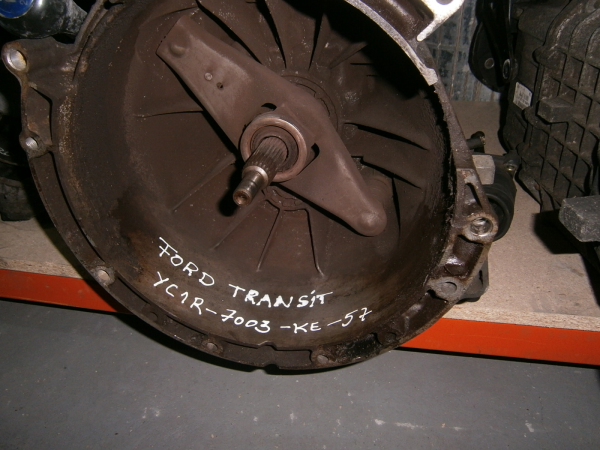 FORD TRANSiT
YC1R-7003-KE-57